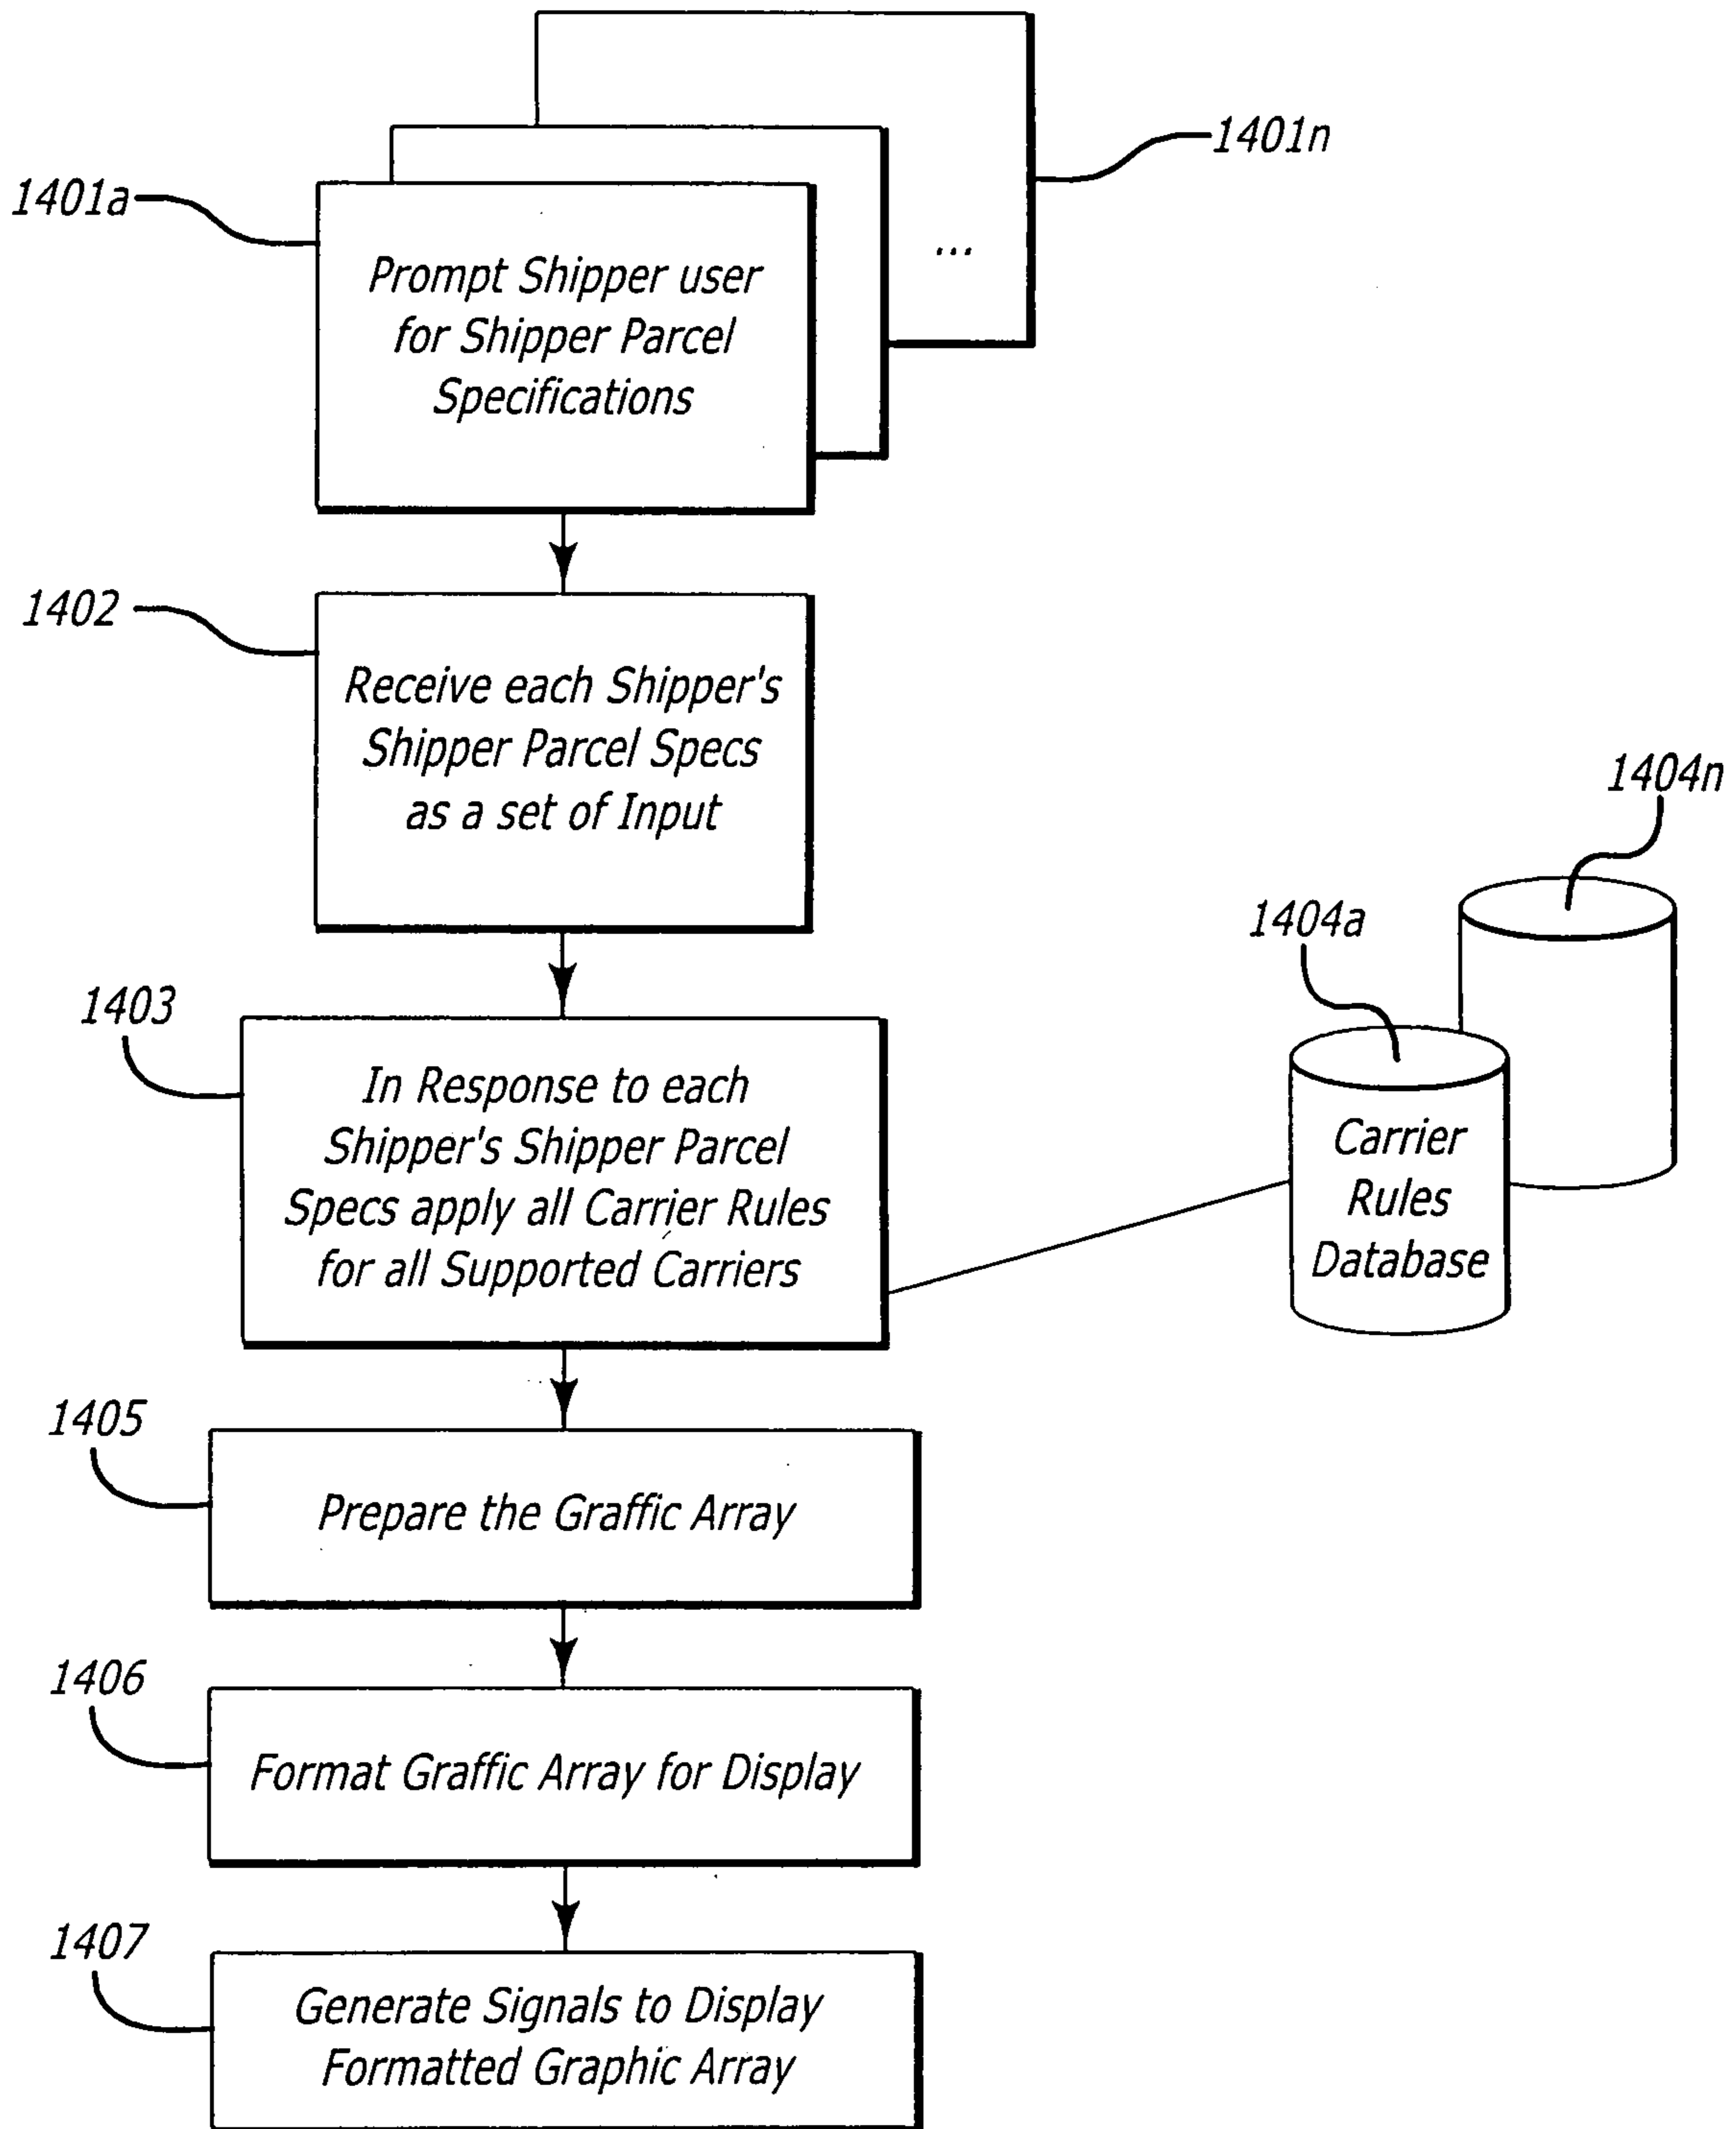 1401n
1401a
...
Prompt Shipper user
for Shipper Parcel
Specifications
1402
Receive each Shipper's
Shipper Parcel Specs
as a set of Input
1404n
1404a
1403
In Response to each
Shipper's Shipper Parcel
Specs apply all Carrier Rules
for all Supported Carriers
Carrier
Rules
Database
1405
Prepare the Graffic Array
1406
Format Graffic Array for Display
1407
Generate Signals to Display
Formatted Graphic Array